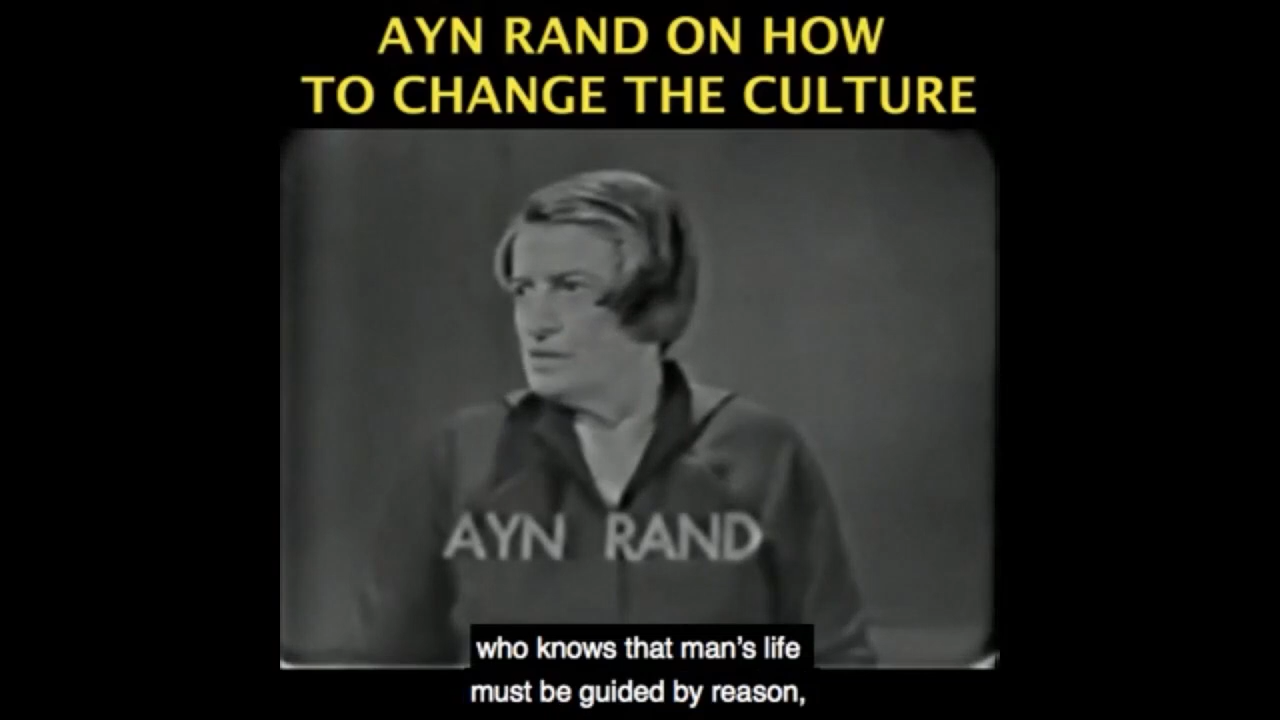 AYN RAND ON HOW
TO CHANGE THE CULTURE
AYN RAND
who knows that man's life
must be guided by reason,